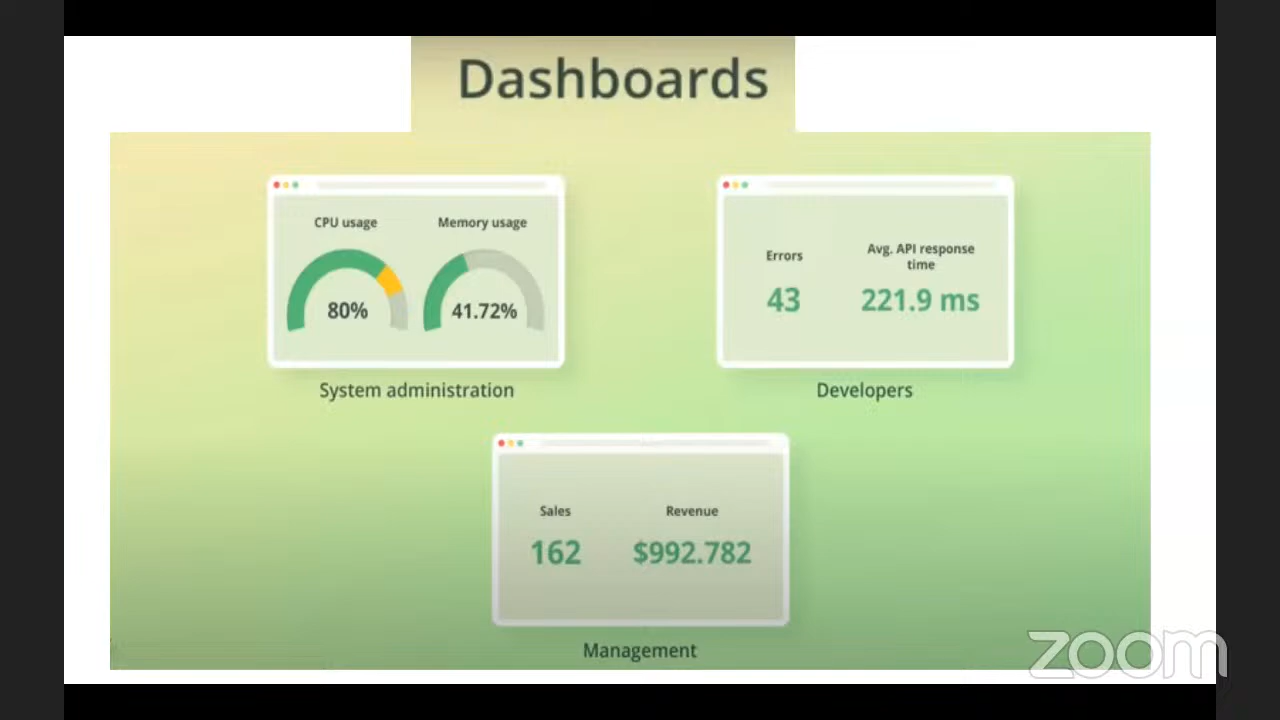 Dashboards
CPU usage
Memory usage
80%
41.72%
System administration
Errors
Avg. API response
time
43
221.9 ms
Developers
Sales
Revenue
162
$992.782
Management
zoom